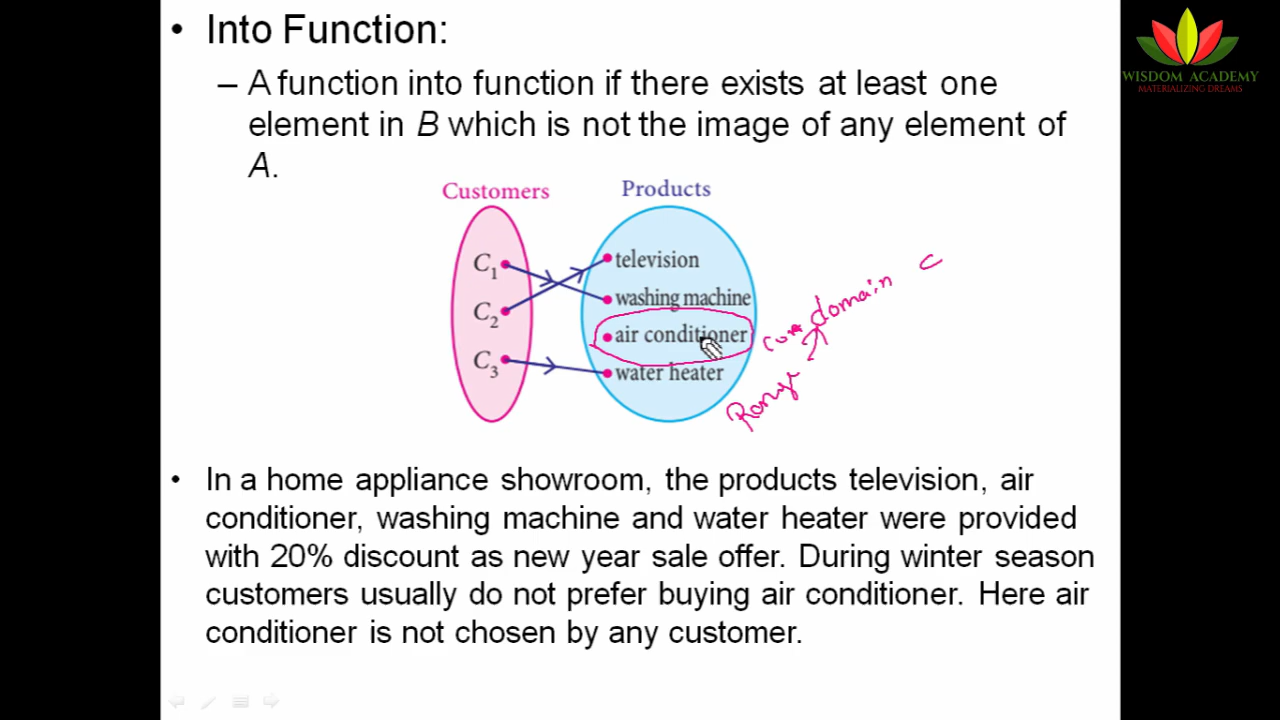 • Into Function:
– A function into function if there exists at least one
element in B which is not the image of any element of
A.
Customers
Products
C1
C2
C3
television
washing machine
air conditioner
water heater
domain
Range
• In a home appliance showroom, the products television, air
conditioner, washing machine and water heater were provided
with 20% discount as new year sale offer. During winter season
customers usually do not prefer buying air conditioner. Here air
conditioner is not chosen by any customer.
WISDOM ACADEMY
MATERIALIZING DREAMS